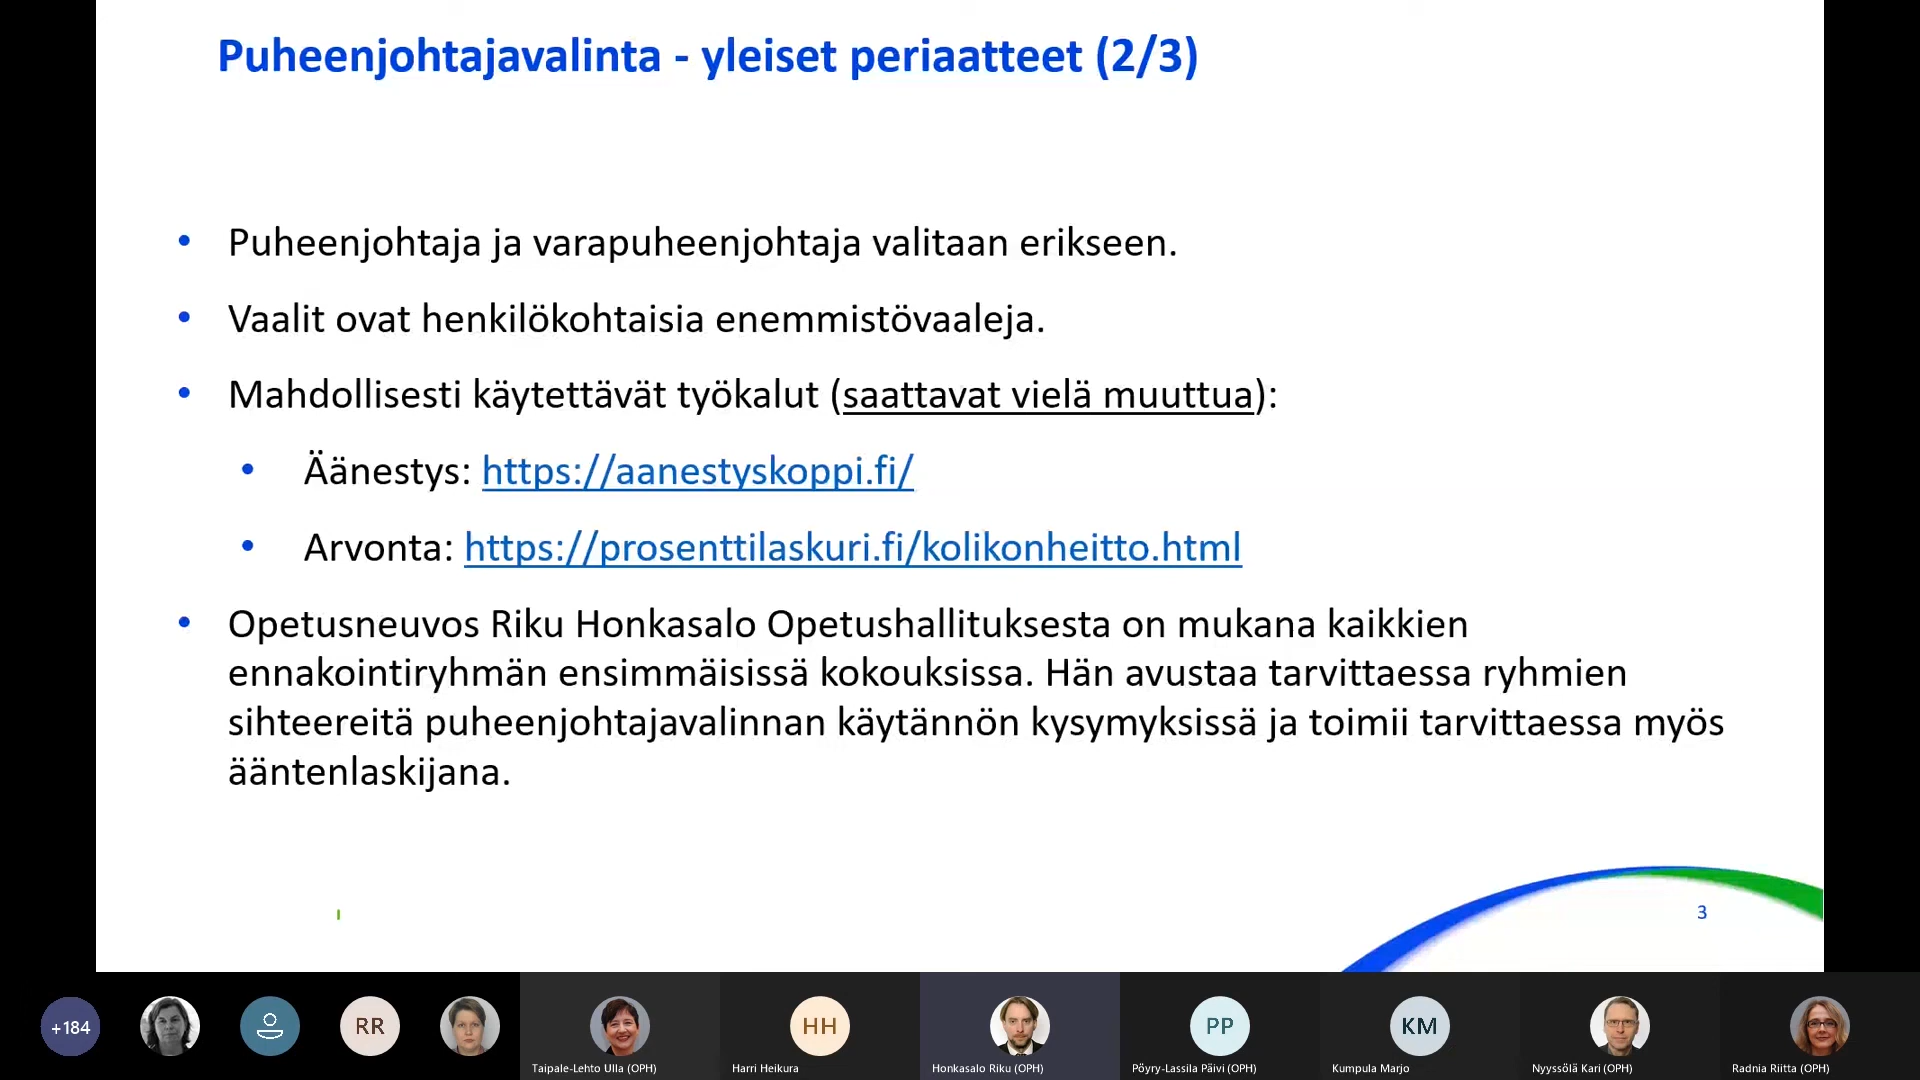 Puheenjohtajavalinta - yleiset periaatteet (2/3)
• Puheenjohtaja ja varapuheenjohtaja valitaan erikseen.
• Vaalit ovat henkilökohtaisia enemmistövaaleja.
• Mahdollisesti käytettävät työkalut (saattavat vielä muuttua):
• Äänestys: https://aanestyskoppi.fi/
• Arvonta: https://prosenttilaskuri.fi/kolikonheitto.html
• Opetusneuvos Riku Honkasalo Opetushallituksesta on mukana kaikkien
ennakointiryhmän ensimmäisissä kokouksissa. Hän avustaa tarvittaessa ryhmien
sihteereitä puheenjohtajavalinnan käytännön kysymyksissä ja toimii tarvittaessa myös
ääntenlaskijana.
3
+184
RR
HH
PP
KM
Taipale-Lehto Ulla (OPH)
Harri Heikura
Honkasalo Riku (OPH)
Pöyry-Lassila Päivi (OPH)
Kumpula Marjo
Nyyssölä Kari (OPH)
Radnia Riitta (OPH)